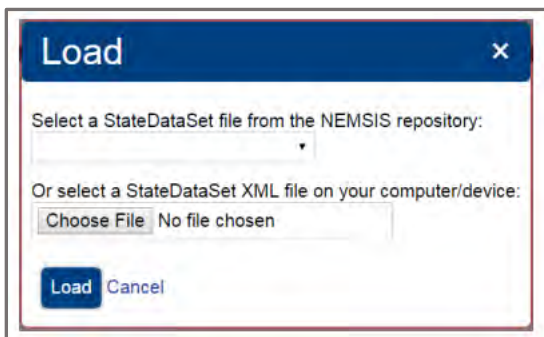 Load ×
Select a StateDataSet file from the NEMSIS repository:
Or select a StateDataSet XML file on your computer/device:
Choose File No file chosen
Load Cancel